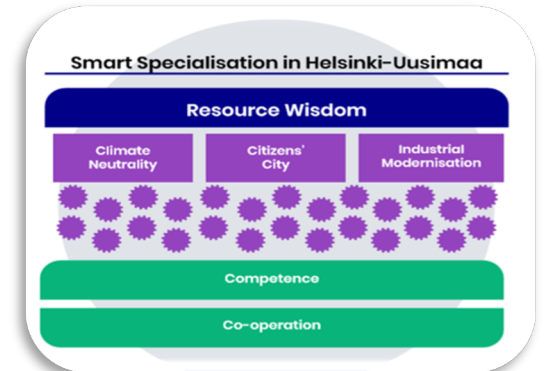 Smart Specialisation in Helsinki-Uusimaa
Resource Wisdom
Climate
Neutrality
Citizens'
City
Industrial
Modernisation
Competence
Co-operation